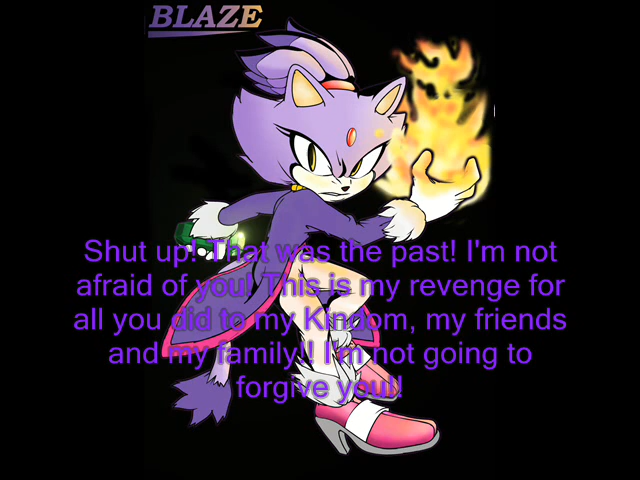 BLAZE
Shut up! That was the past! I'm not
afraid of you! This is my revenge for
all you did to my Kindom, my friends
and my family!! I'm not going to
forgive you!!